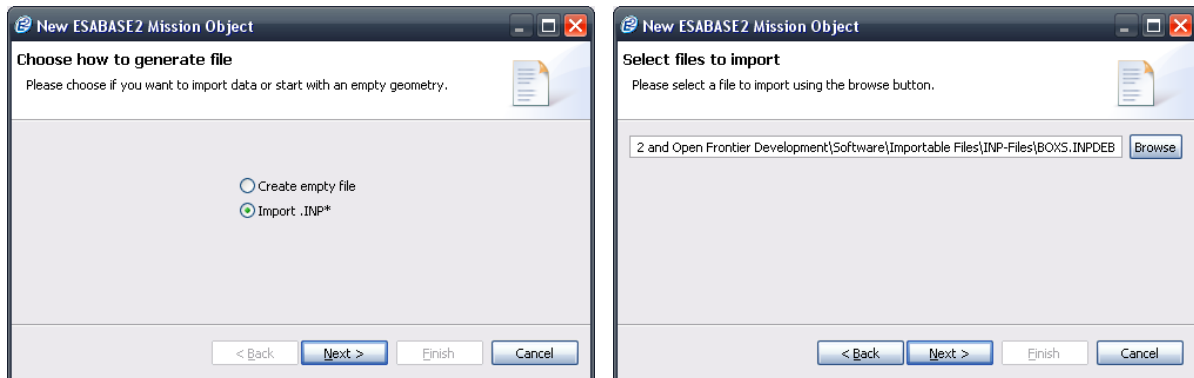 New ESABASE2 Mission Object
Choose how to generate file
Please choose if you want to import data or start with an empty geometry.
Create empty file
Import .INP*
< Back
Next >
Finish
Cancel
New ESABASE2 Mission Object
Select files to import
Please select a file to import using the browse button.
2 and Open Frontier Development\Software\Importable Files\INP-Files\BOXS.INPDEB
Browse
< Back
Next >
Finish
Cancel